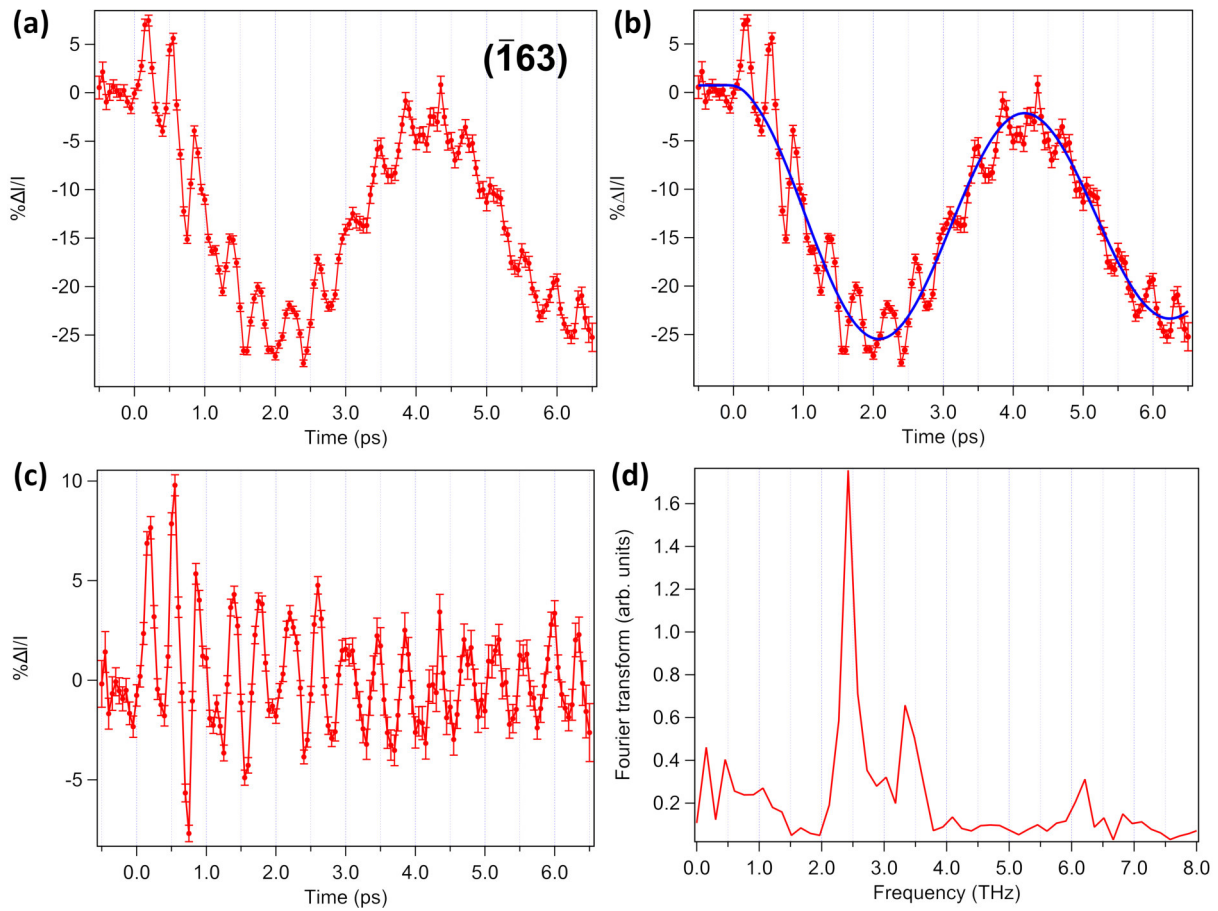 (a)
(1̄63)
%ΔI/I
5
0
-5
-10
-15
-20
-25
0.0 1.0 2.0 3.0 4.0 5.0 6.0
Time (ps)
(b)
%ΔI/I
5
0
-5
-10
-15
-20
-25
0.0 1.0 2.0 3.0 4.0 5.0 6.0
Time (ps)
(c)
%ΔI/I
10
5
0
-5
0.0 1.0 2.0 3.0 4.0 5.0 6.0
Time (ps)
(d)
Fourier transform (arb. units)
1.6
1.4
1.2
1.0
0.8
0.6
0.4
0.2
0.0 1.0 2.0 3.0 4.0 5.0 6.0 7.0 8.0
Frequency (THz)